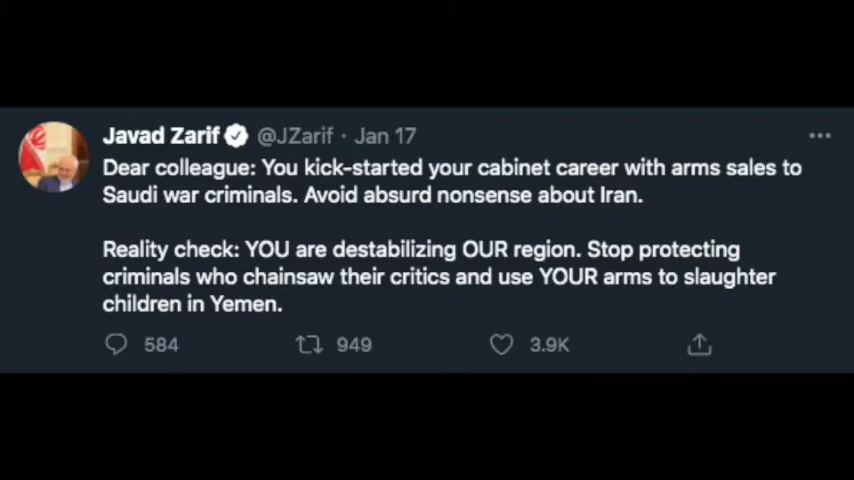 Javad Zarif @JZarif · Jan 17
Dear colleague: You kick-started your cabinet career with arms sales to
Saudi war criminals. Avoid absurd nonsense about Iran.
Reality check: YOU are destabilizing OUR region. Stop protecting
criminals who chainsaw their critics and use YOUR arms to slaughter
children in Yemen.
584 949 3.9K